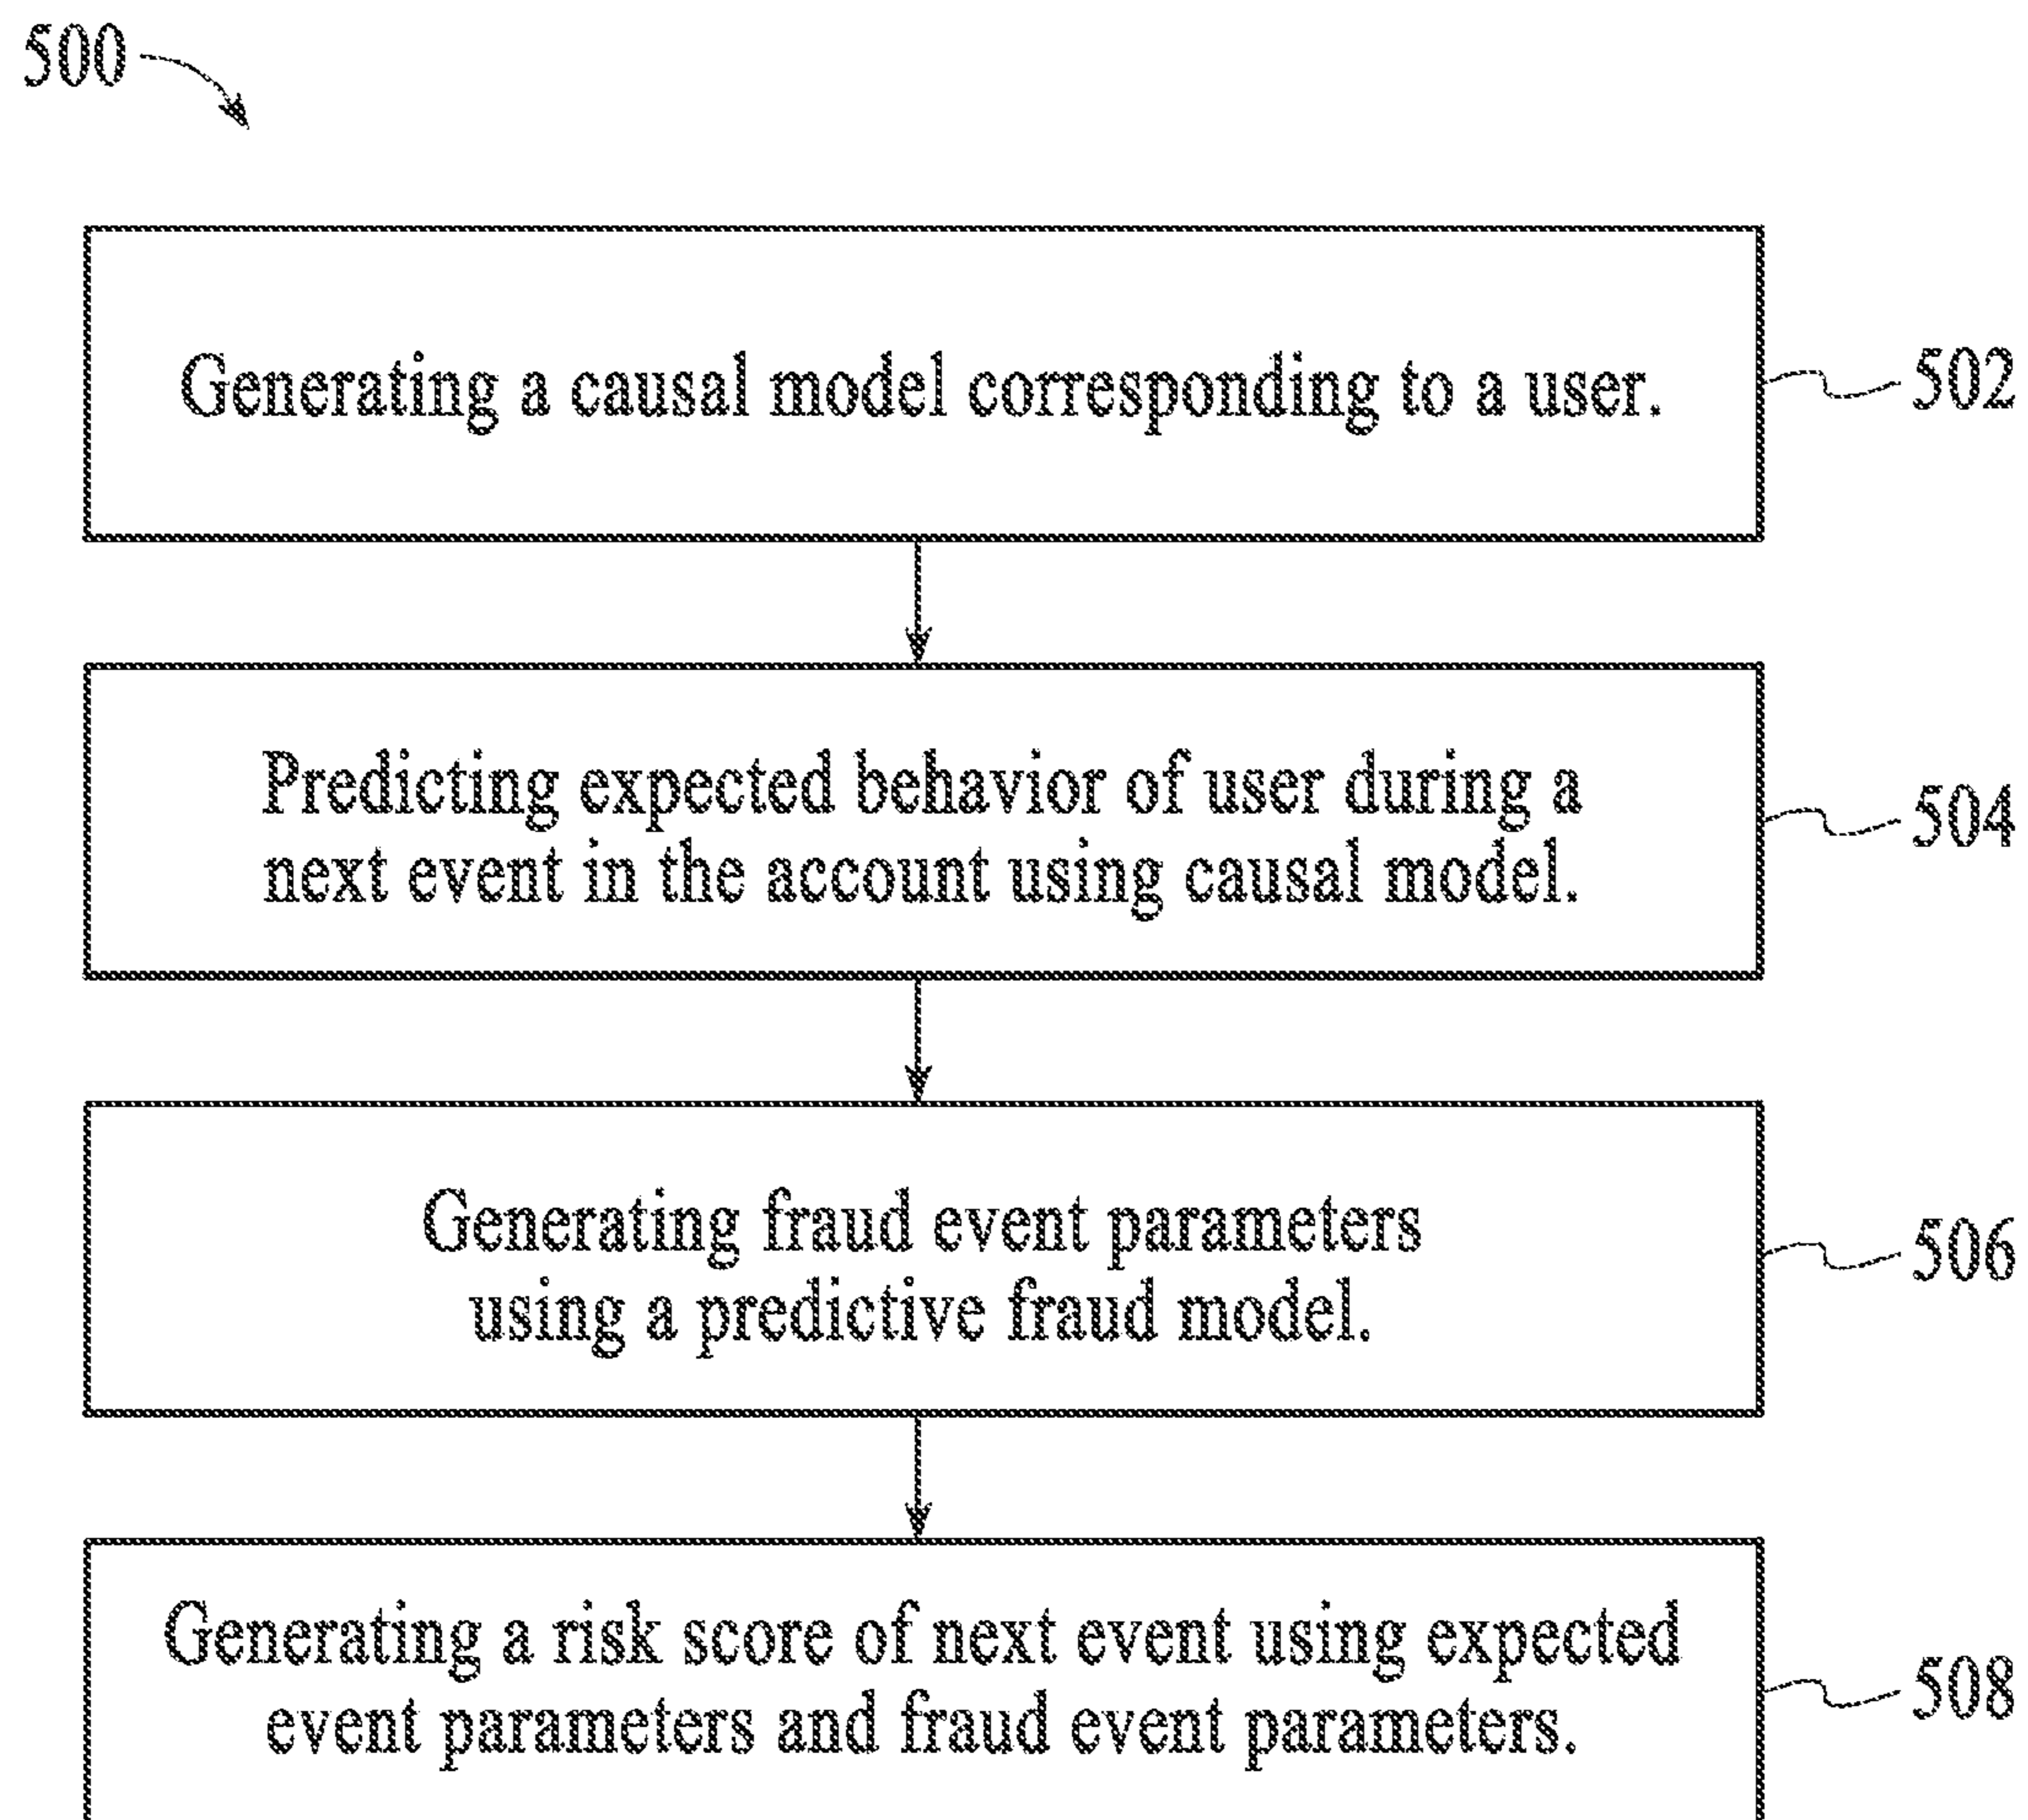 500
Generating a causal model corresponding to a user.
502
Predicting expected behavior of user during a
next event in the account using causal model.
504
Generating fraud event parameters
using a predictive fraud model.
506
Generating a risk score of next event using expected
event parameters and fraud event parameters.
508